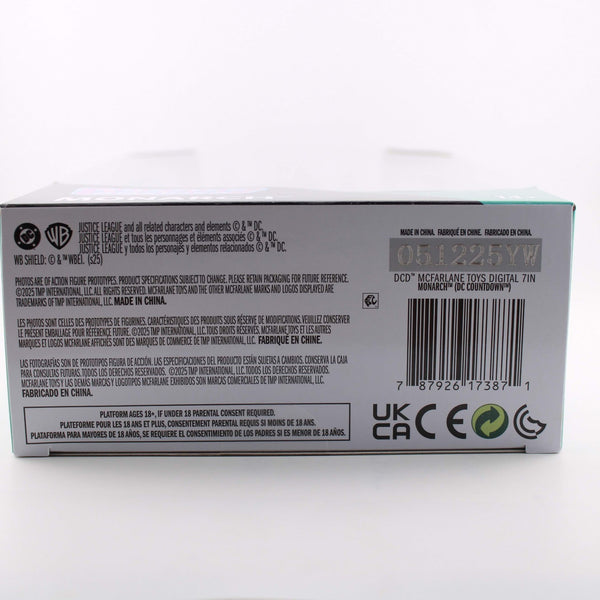 MONARCH
JUSTICE LEAGUE and all related characters and elements © & ™ DC.
JUSTICE LEAGUE et tous les personnages et éléments associés © & ™ DC.
JUSTICE LEAGUE y todos los personajes y elementos relacionados © & ™ DC.
WB SHIELD: © & ™ WBEI. (s25)
PHOTOS ARE OF ACTION FIGURE PROTOTYPES. PRODUCT SPECIFICATIONS SUBJECT TO CHANGE. PLEASE RETAIN PACKAGING FOR FUTURE REFERENCE.
©2025 TMP INTERNATIONAL, LLC. ALL RIGHTS RESERVED. MCFARLANE TOYS AND THE OTHER MCFARLANE MARKS AND LOGOS DISPLAYED ARE
TRADEMARKS OF TMP INTERNATIONAL, LLC. MADE IN CHINA.
LES PHOTOS SONT CELLES DES PROTOTYPES DE FIGURINES. CARACTÉRISTIQUES DES PRODUITS SOUS RÉSERVE DE MODIFICATIONS. VEUILLEZ CONSERVER
L'EMBALLAGE POUR RÉFÉRENCE ULTÉRIEURE. ©2025 TMP INTERNATIONAL, LLC. TOUS DROITS RÉSERVÉS. MCFARLANE TOYS ET LES AUTRES
MARQUES ET LOGOS MCFARLANE AFFICHÉS SONT DES MARQUES DE COMMERCE DE TMP INTERNATIONAL, LLC. FABRIQUÉ EN CHINE.
LAS FOTOGRAFÍAS SON DE PROTOTIPOS FIGURA DE ACCIÓN. LAS ESPECIFICACIONES DEL PRODUCTO ESTÁN SUJETAS A CAMBIOS. CONSERVA LA CAJA
PARA CONSULTAS FUTURAS. ©2025 TMP INTERNATIONAL, LLC. TODOS LOS DERECHOS RESERVADOS.
MCFARLANE TOYS Y LAS DEMÁS MARCAS Y LOGOTIPOS MCFARLANE EXHIBIDOS SON MARCAS COMERCIALES DE TMP INTERNATIONAL, LLC.
FABRICADO EN CHINA.
PLATFORM AGES 18+, IF UNDER 18 PARENTAL CONSENT REQUIRED.
PLATEFORME POUR LES 18 ANS ET PLUS, CONSENTEMENT PARENTAL REQUIS SI MOINS DE 18 ANS.
PLATAFORMA PARA MAYORES DE 18 AÑOS, SE REQUIERE EL CONSENTIMIENTO DE LOS PADRES SI ES MENOR DE 18 AÑOS.
MADE IN CHINA. FABRIQUÉ EN CHINE. FABRICADO EN CHINA.
051225YW
DCD™ MCFARLANE TOYS DIGITAL 7IN
MONARCH™ (DC COUNTDOWN™)
7 87926 17387 1
UK
CA CE